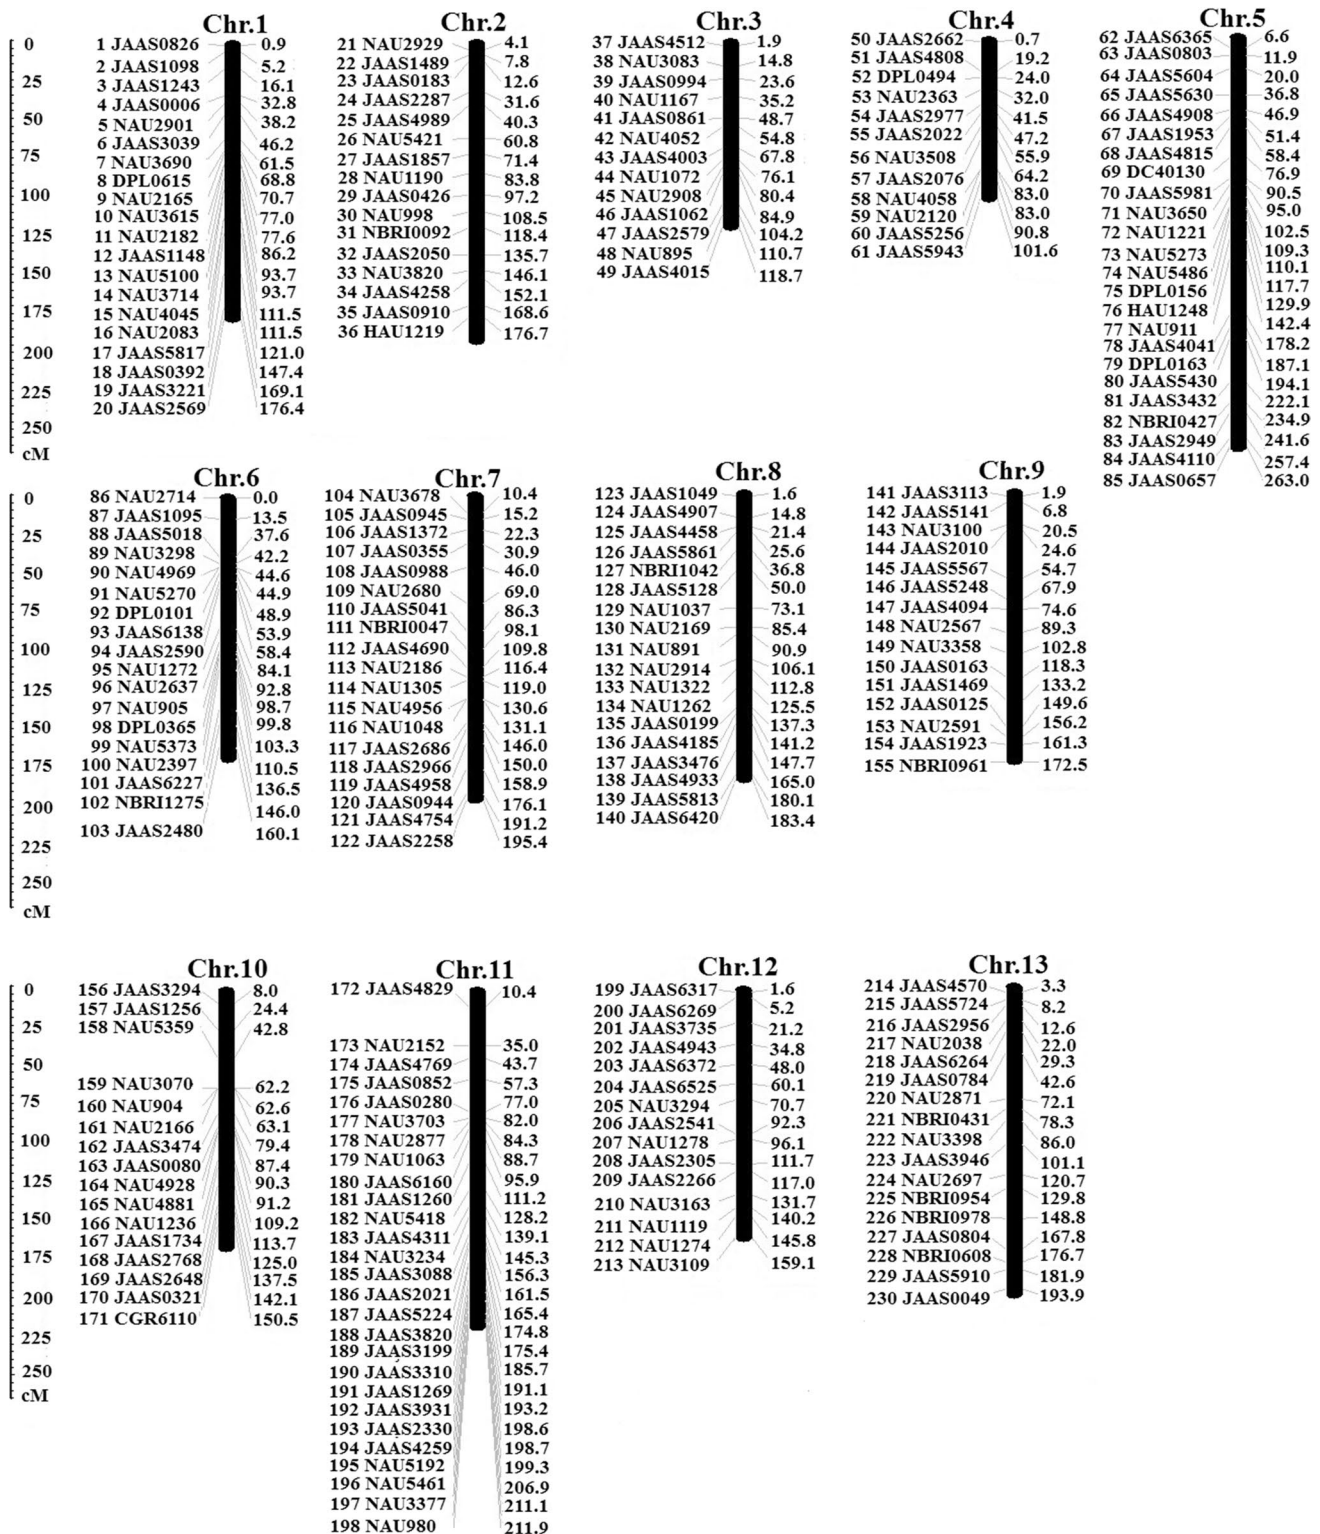 Chr.1
0
25
50
75
100
125
150
175
200
225
250
cM
1 JAAS0826 0.9
2 JAAS1098 5.2
3 JAAS1243 16.1
4 JAAS0006 32.8
5 NAU2901 38.2
6 JAAS3039 46.2
7 NAU3690 61.5
8 DPL0615 68.8
9 NAU2165 70.7
10 NAU3615 77.0
11 NAU2182 77.6
12 JAAS1148 86.2
13 NAU5100 93.7
14 NAU3714 93.7
15 NAU4045 111.5
16 NAU2083 111.5
17 JAAS5817 121.0
18 JAAS0392 147.4
19 JAAS3221 169.1
20 JAAS2569 176.4
Chr.2
21 NAU2929 4.1
22 JAAS1489 7.8
23 JAAS0183 12.6
24 JAAS2287 31.6
25 JAAS4989 40.3
26 NAU5421 60.8
27 JAAS1857 71.4
28 NAU1190 83.8
29 JAAS0426 97.2
30 NAU998 108.5
31 NBRI0092 118.4
32 JAAS2050 135.7
33 NAU3820 146.1
34 JAAS4258 152.1
35 JAAS0910 168.6
36 HAU1219 176.7
Chr.3
37 JAAS4512 1.9
38 NAU3083 14.8
39 JAAS0994 23.6
40 NAU1167 35.2
41 JAAS0861 48.7
42 NAU4052 54.8
43 JAAS4003 67.8
44 NAU1072 76.1
45 NAU2908 80.4
46 JAAS1062 84.9
47 JAAS2579 104.2
48 NAU895 110.7
49 JAAS4015 118.7
Chr.4
50 JAAS2662 0.7
51 JAAS4808 19.2
52 DPL0494 24.0
53 NAU2363 32.0
54 JAAS2977 41.5
55 JAAS2022 47.2
56 NAU3508 55.9
57 JAAS2076 64.2
58 NAU4058 83.0
59 NAU2120 83.0
60 JAAS5256 90.8
61 JAAS5943 101.6
Chr.5
62 JAAS6365 6.6
63 JAAS0803 11.9
64 JAAS5604 20.0
65 JAAS5630 36.8
66 JAAS4908 46.9
67 JAAS1953 51.4
68 JAAS4815 58.4
69 DC40130 76.9
70 JAAS5981 90.5
71 NAU3650 95.0
72 NAU1221 102.5
73 NAU5273 109.3
74 NAU5486 110.1
75 DPL0156 117.7
76 HAU1248 129.9
77 NAU911 142.4
78 JAAS4041 178.2
79 DPL0163 187.1
80 JAAS5430 194.1
81 JAAS3432 222.1
82 NBRI0427 234.9
83 JAAS2949 241.6
84 JAAS4110 257.4
85 JAAS0657 263.0
Chr.6
0
25
50
75
100
125
150
175
200
225
250
cM
86 NAU2714 0.0
87 JAAS1095 13.5
88 JAAS5018 37.6
89 NAU3298 42.2
90 NAU4969 44.6
91 NAU5270 44.9
92 DPL0101 48.9
93 JAAS6138 53.9
94 JAAS2590 58.4
95 NAU1272 84.1
96 NAU2637 92.8
97 NAU905 98.7
98 DPL0365 99.8
99 NAU5373 103.3
100 NAU2397 110.5
101 JAAS6227 136.5
102 NBRI1275 146.0
103 JAAS2480 160.1
Chr.7
104 NAU3678 10.4
105 JAAS0945 15.2
106 JAAS1372 22.3
107 JAAS0355 30.9
108 JAAS0988 46.0
109 NAU2680 69.0
110 JAAS5041 86.3
111 NBRI0047 98.1
112 JAAS4690 109.8
113 NAU2186 116.4
114 NAU1305 119.0
115 NAU4956 130.6
116 NAU1048 131.1
117 JAAS2686 146.0
118 JAAS2966 150.0
119 JAAS4958 158.9
120 JAAS0944 176.1
121 JAAS4754 191.2
122 JAAS2258 195.4
Chr.8
123 JAAS1049 1.6
124 JAAS4907 14.8
125 JAAS4458 21.4
126 JAAS5861 25.6
127 NBRI1042 36.8
128 JAAS5128 50.0
129 NAU1037 73.1
130 NAU2169 85.4
131 NAU891 90.9
132 NAU2914 106.1
133 NAU1322 112.8
134 NAU1262 125.5
135 JAAS0199 137.3
136 JAAS4185 141.2
137 JAAS3476 147.7
138 JAAS4933 165.0
139 JAAS5813 180.1
140 JAAS6420 183.4
Chr.9
141 JAAS3113 1.9
142 JAAS5141 6.8
143 NAU3100 20.5
144 JAAS2010 24.6
145 JAAS5567 54.7
146 JAAS5248 67.9
147 JAAS4094 74.6
148 NAU2567 89.3
149 NAU3358 102.8
150 JAAS0163 118.3
151 JAAS1469 133.2
152 JAAS0125 149.6
153 NAU2591 156.2
154 JAAS1923 161.3
155 NBRI0961 172.5
Chr.10
0
25
50
75
100
125
150
175
200
225
250
cM
156 JAAS3294 8.0
157 JAAS1256 24.4
158 NAU5359 42.8
159 NAU3070 62.2
160 NAU904 62.6
161 NAU2166 63.1
162 JAAS3474 79.4
163 JAAS0080 87.4
164 NAU4928 90.3
165 NAU4881 91.2
166 NAU1236 109.2
167 JAAS1734 113.7
168 JAAS2768 125.0
169 JAAS2648 137.5
170 JAAS0321 142.1
171 CGR6110 150.5
Chr.11
172 JAAS4829 10.4
173 NAU2152 35.0
174 JAAS4769 43.7
175 JAAS0852 57.3
176 JAAS0280 77.0
177 NAU3703 82.0
178 NAU2877 84.3
179 NAU1063 88.7
180 JAAS6160 95.9
181 JAAS1260 111.2
182 NAU5418 128.2
183 JAAS4311 139.1
184 NAU3234 145.3
185 JAAS3088 156.3
186 JAAS2021 161.5
187 JAAS5224 165.4
188 JAAS3820 174.8
189 JAAS3199 175.4
190 JAAS3310 185.7
191 JAAS1269 191.1
192 JAAS3931 193.2
193 JAAS2330 198.6
194 JAAS4259 198.7
195 NAU5192 199.3
196 NAU5461 206.9
197 NAU3377 211.1
198 NAU980 211.9
Chr.12
199 JAAS6317 1.6
200 JAAS6269 5.2
201 JAAS3735 21.2
202 JAAS4943 34.8
203 JAAS6372 48.0
204 JAAS6525 60.1
205 NAU3294 70.7
206 JAAS2541 92.3
207 NAU1278 96.1
208 JAAS2305 111.7
209 JAAS2266 117.0
210 NAU3163 131.7
211 NAU1119 140.2
212 NAU1274 145.8
213 NAU3109 159.1
Chr.13
214 JAAS4570 3.3
215 JAAS5724 8.2
216 JAAS2956 12.6
217 NAU2038 22.0
218 JAAS6264 29.3
219 JAAS0784 42.6
220 NAU2871 72.1
221 NBRI0431 78.3
222 NAU3398 86.0
223 JAAS3946 101.1
224 NAU2697 120.7
225 NBRI0954 129.8
226 NBRI0978 148.8
227 JAAS0804 167.8
228 NBRI0608 176.7
229 JAAS5910 181.9
230 JAAS0049 193.9